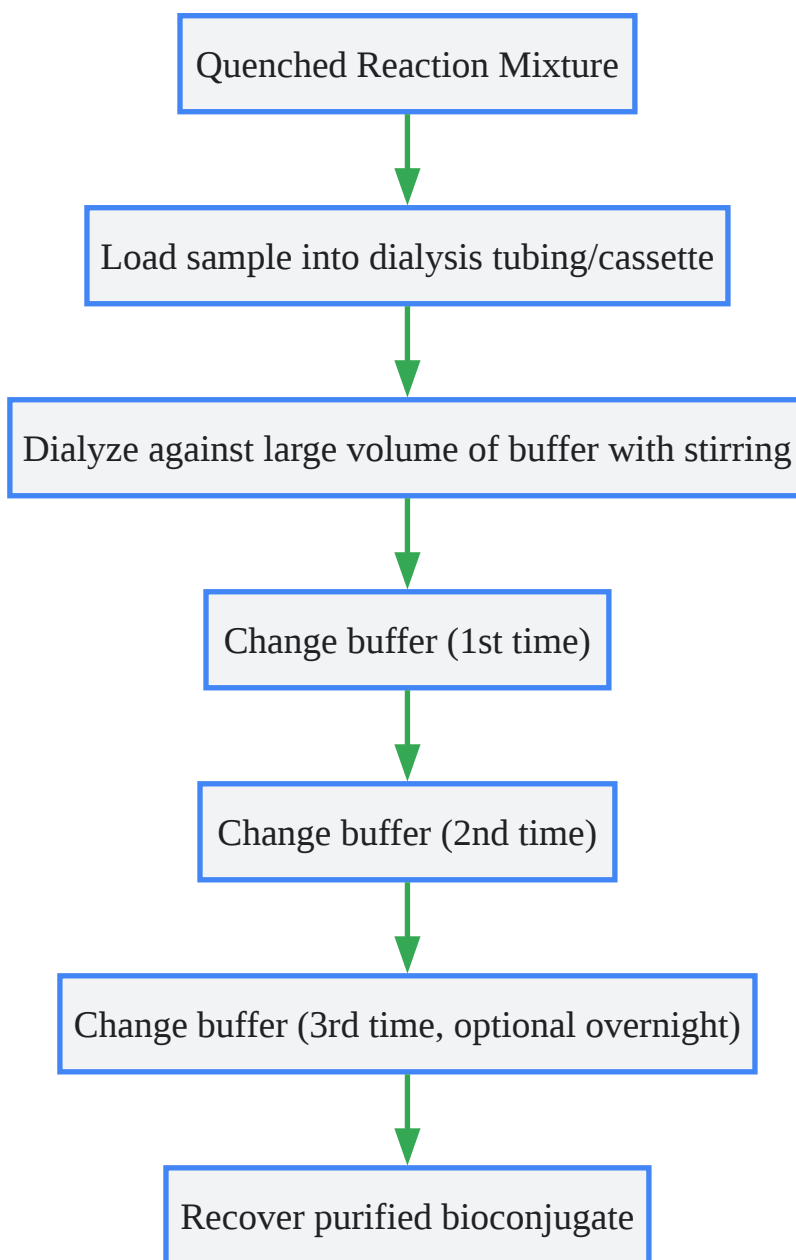 Quenched Reaction Mixture
Load sample into dialysis tubing/cassette
Dialyze against large volume of buffer with stirring
Change buffer (1st time)
Change buffer (2nd time)
Change buffer (3rd time, optional overnight)
Recover purified bioconjugate